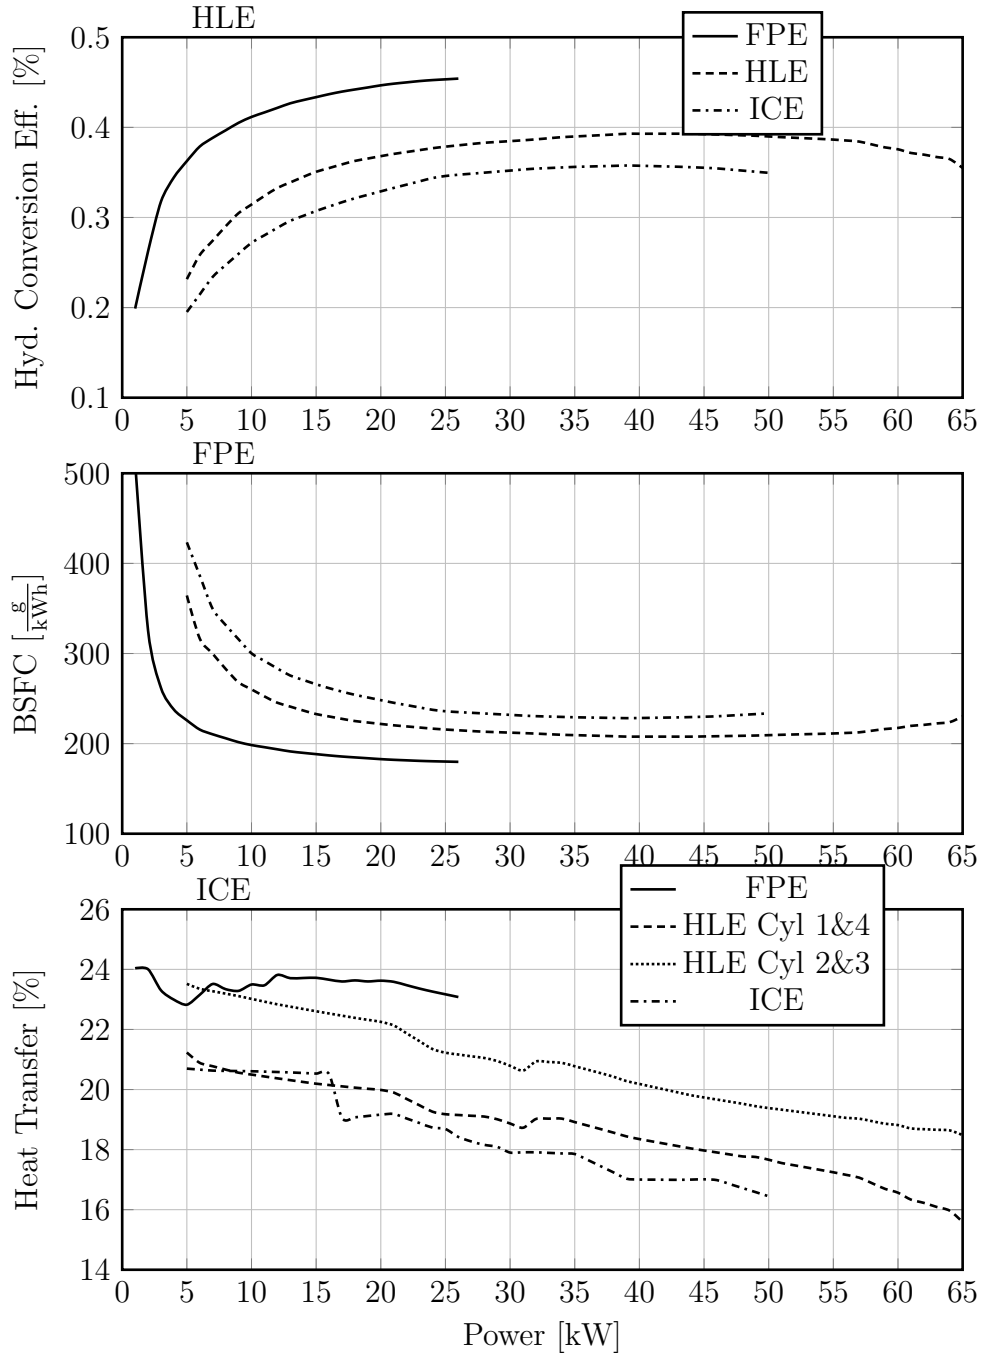 HLE
Hyd. Conversion Eff. [%]
0.5
0.4
0.3
0.2
0.1
FPE
HLE
ICE
0 5 10 15 20 25 30 35 40 45 50 55 60 65
FPE
BSFC [g/kWh]
500
400
300
200
100
0 5 10 15 20 25 30 35 40 45 50 55 60 65
ICE
Heat Transfer [%]
26
24
22
20
18
16
14
FPE
HLE Cyl 1&4
HLE Cyl 2&3
ICE
0 5 10 15 20 25 30 35 40 45 50 55 60 65
Power [kW]